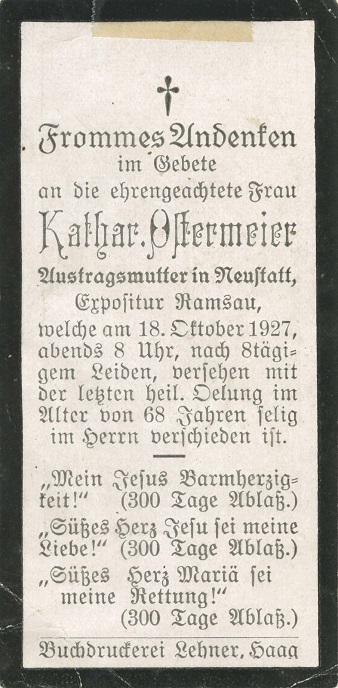 Frommes Andenken
im Gebete
an die ehrengeachtete Frau
Kathar. Ostermeier
Austragsmutter in Neustatt,
Expositur Ramsau,
welche am 18. Oktober 1927,
abends 8 Uhr, nach 8tägi-
gem Leiden, versehen mit
der letzten heil. Oelung im
Alter von 68 Jahren selig
im Herrn verschieden ist.
„Mein Jesus Barmherzig-
keit!“ (300 Tage Ablaß.)
„Süßes Herz Jesu sei meine
Liebe!“ (300 Tage Ablaß.)
„Süßes Herz Mariä sei
meine Rettung!“
(300 Tage Ablaß.)
Buchdruckerei Lehner, Haag